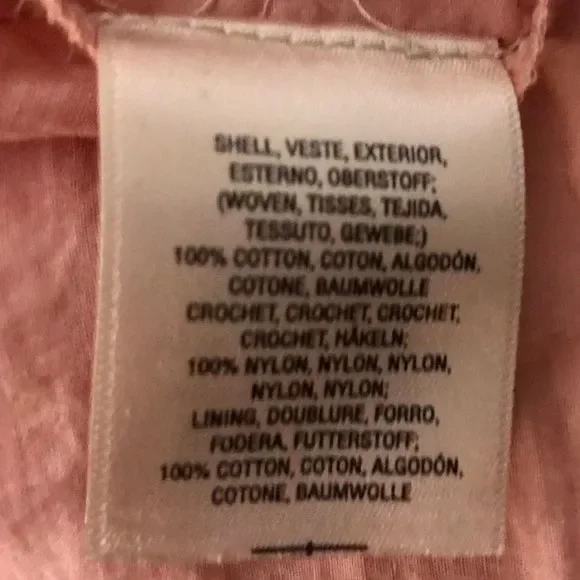 SHELL, VESTE, EXTERIOR,
ESTERNO, OBERSTOFF;
(WOVEN, TISSES, TEJIDA,
TESSUTO, GEWEBE;)
100% COTTON, COTON, ALGODÓN,
COTONE, BAUMWOLLE
CROCHET, CROCHET, CROCHET,
CROCHET, HÄKELN;
100% NYLON, NYLON, NYLON,
NYLON, NYLON;
LINING, DOUBLURE, FORRO,
FODERA, FUTTERSTOFF;
100% COTTON, COTON, ALGODÓN,
COTONE, BAUMWOLLE